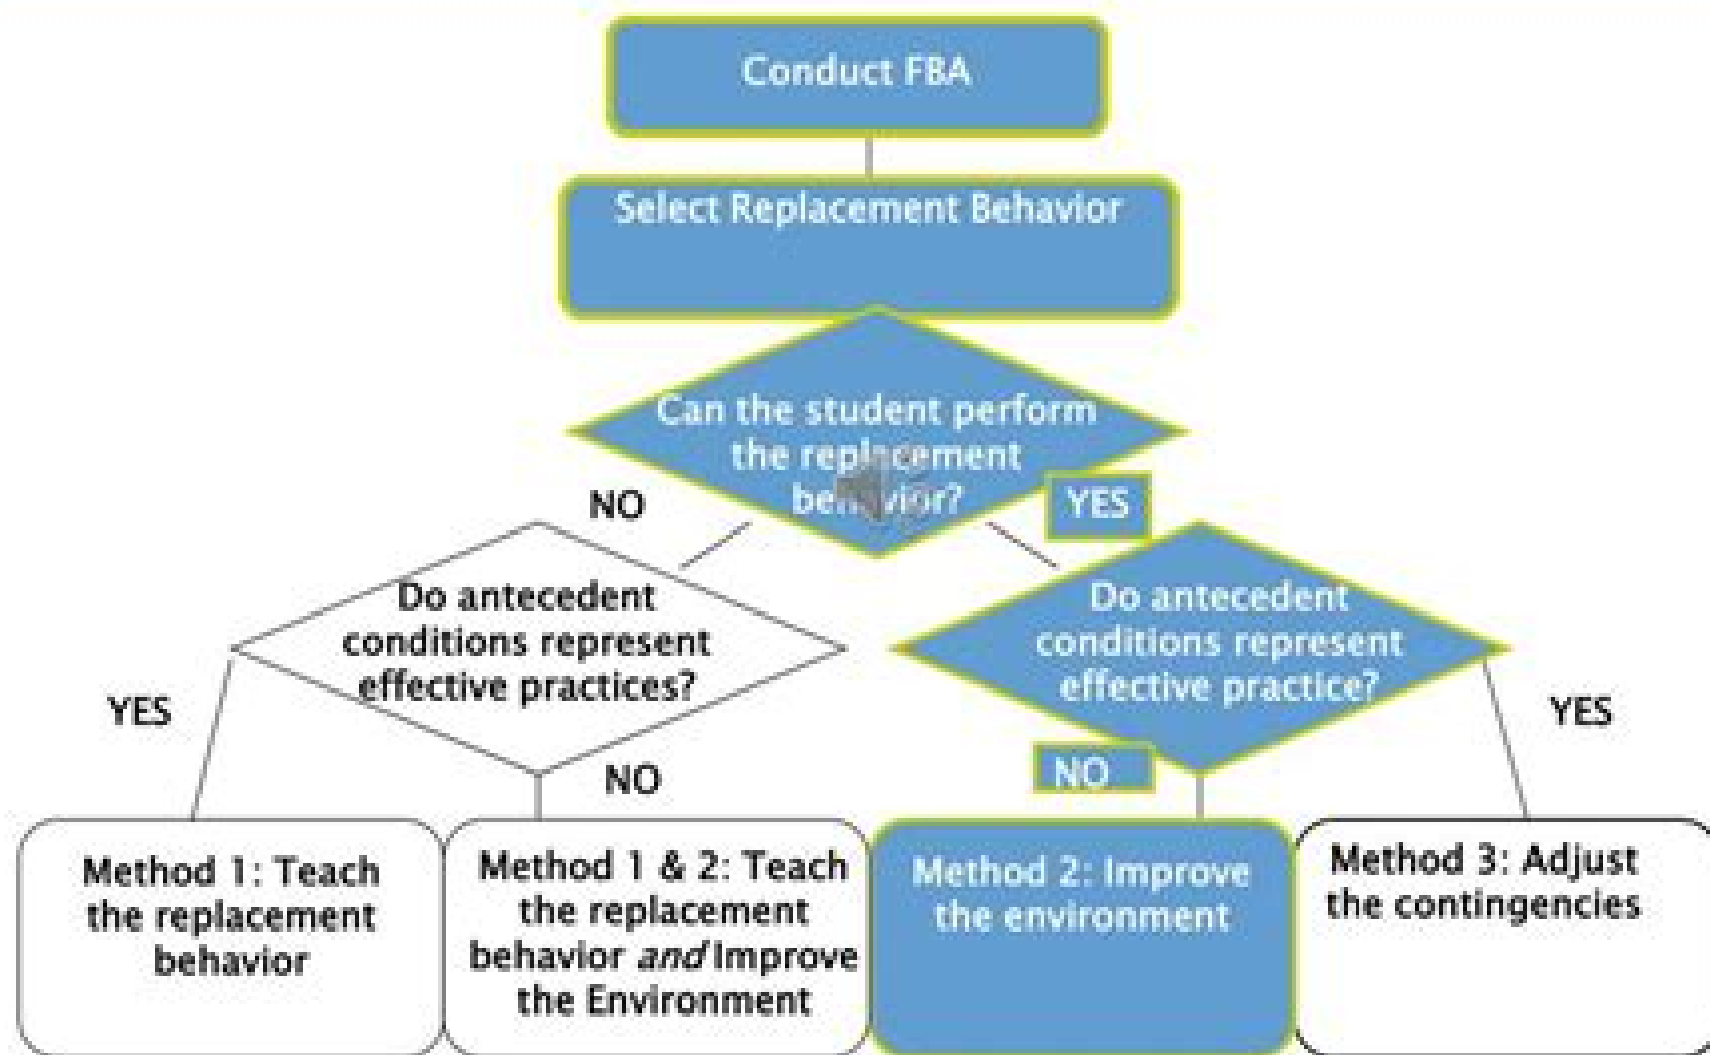 Conduct FBA
Select Replacement Behavior
Can the student perform
the replacement
behavior?
NO
YES
Do antecedent
conditions represent
effective practices?
Do antecedent
conditions represent
effective practice?
YES
NO
NO
YES
Method 1: Teach
the replacement
behavior
Method 1 & 2: Teach
the replacement
behavior and Improve
the Environment
Method 2: Improve
the environment
Method 3: Adjust
the contingencies